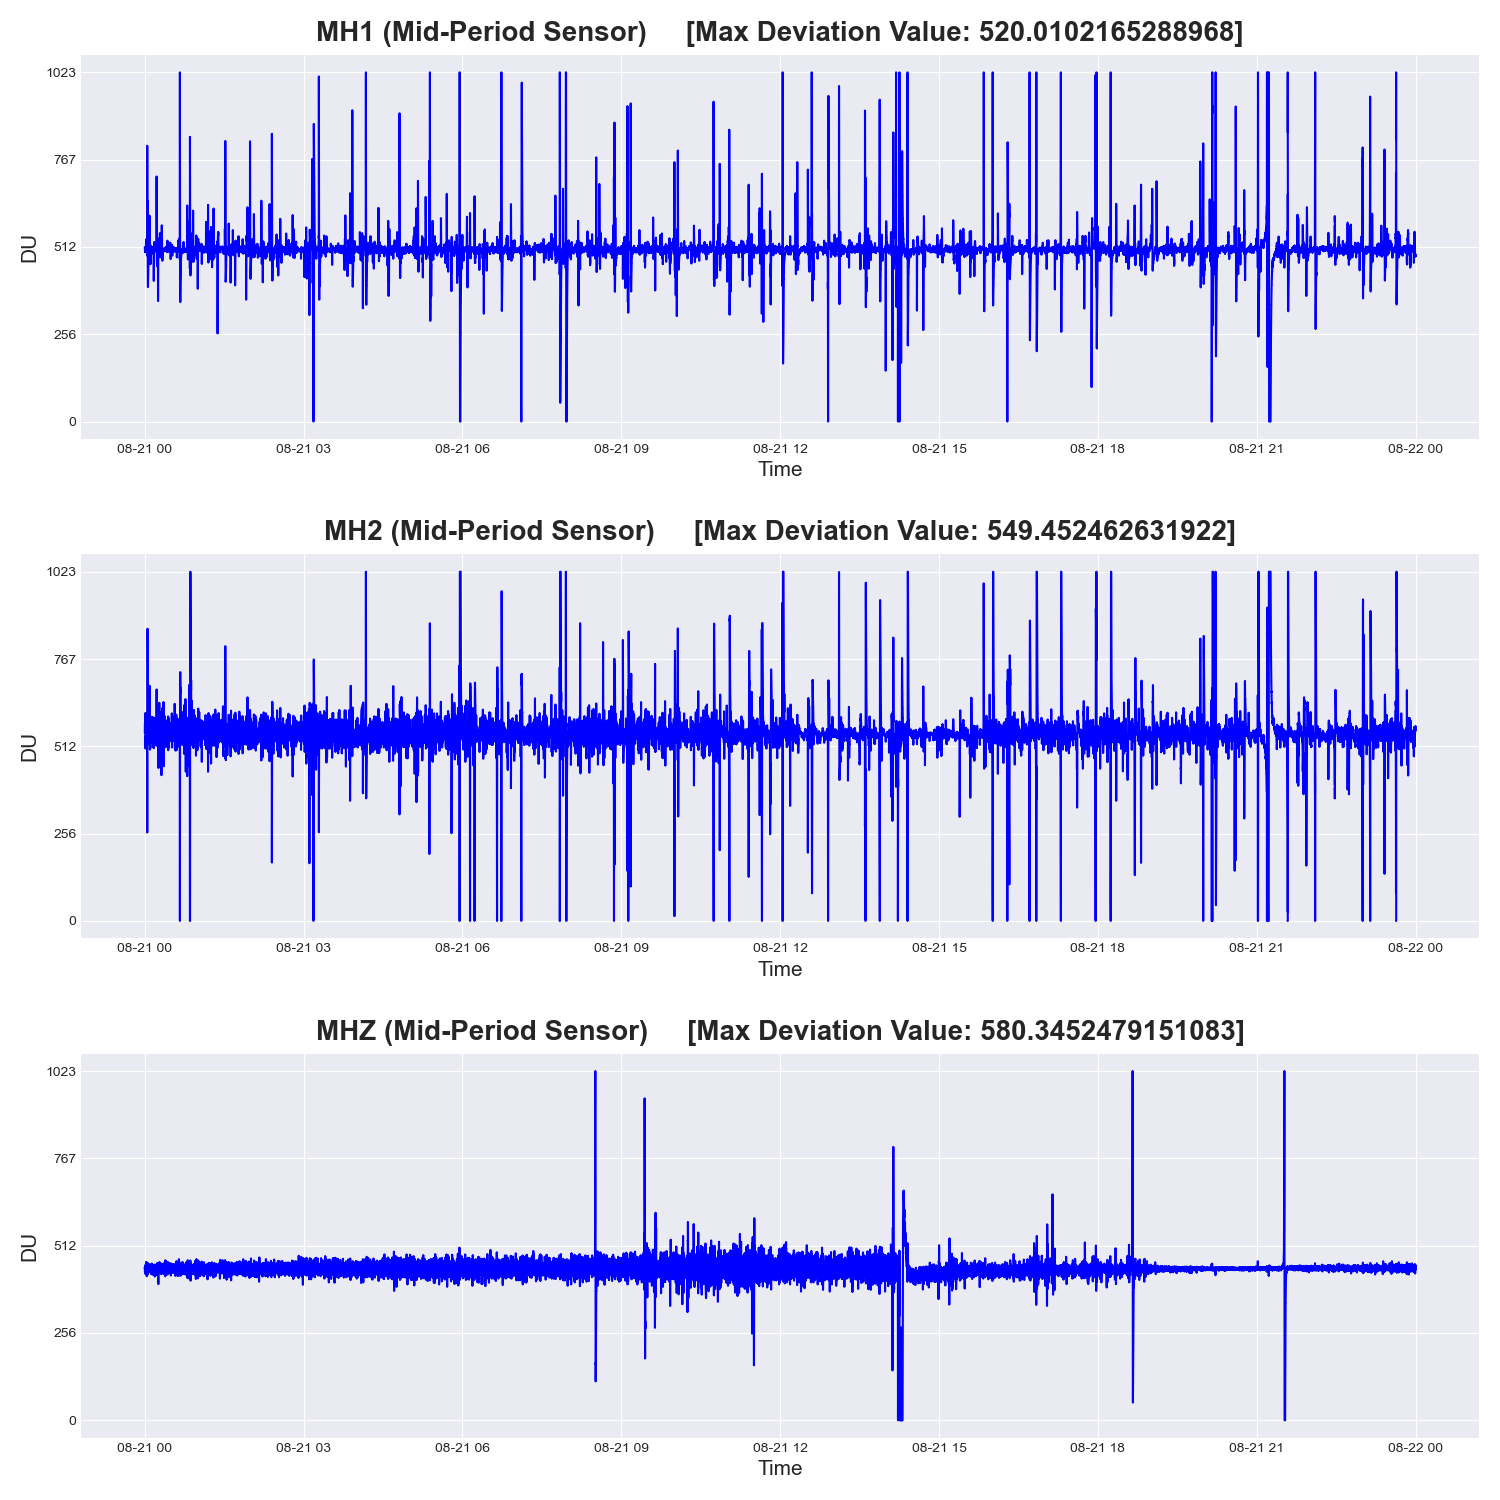 MH1 (Mid-Period Sensor) [Max Deviation Value: 520.0102165288968]
1023
767
512
256
0
DU
08-21 00 08-21 03 08-21 06 08-21 09 08-21 12 08-21 15 08-21 18 08-21 21 08-22 00
Time
MH2 (Mid-Period Sensor) [Max Deviation Value: 549.452462631922]
1023
767
512
256
0
DU
08-21 00 08-21 03 08-21 06 08-21 09 08-21 12 08-21 15 08-21 18 08-21 21 08-22 00
Time
MHZ (Mid-Period Sensor) [Max Deviation Value: 580.3452479151083]
1023
767
512
256
0
DU
08-21 00 08-21 03 08-21 06 08-21 09 08-21 12 08-21 15 08-21 18 08-21 21 08-22 00
Time